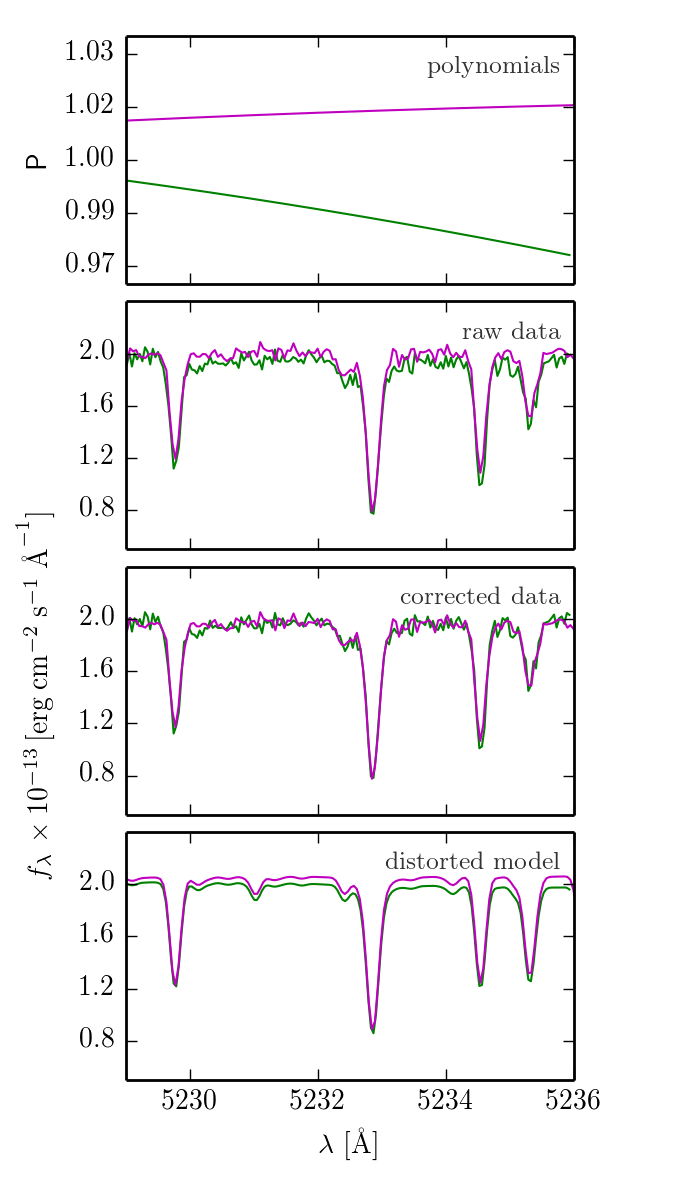 1.03
polynomials
1.02
P
1.00
0.99
0.97
raw data
2.0
1.6
1.2
0.8
corrected data
2.0
1.6
1.2
0.8
f_λ × 10^−13 [erg cm^−2 s^−1 Å^−1]
distorted model
2.0
1.6
1.2
0.8
5230 5232 5234 5236
λ [Å]